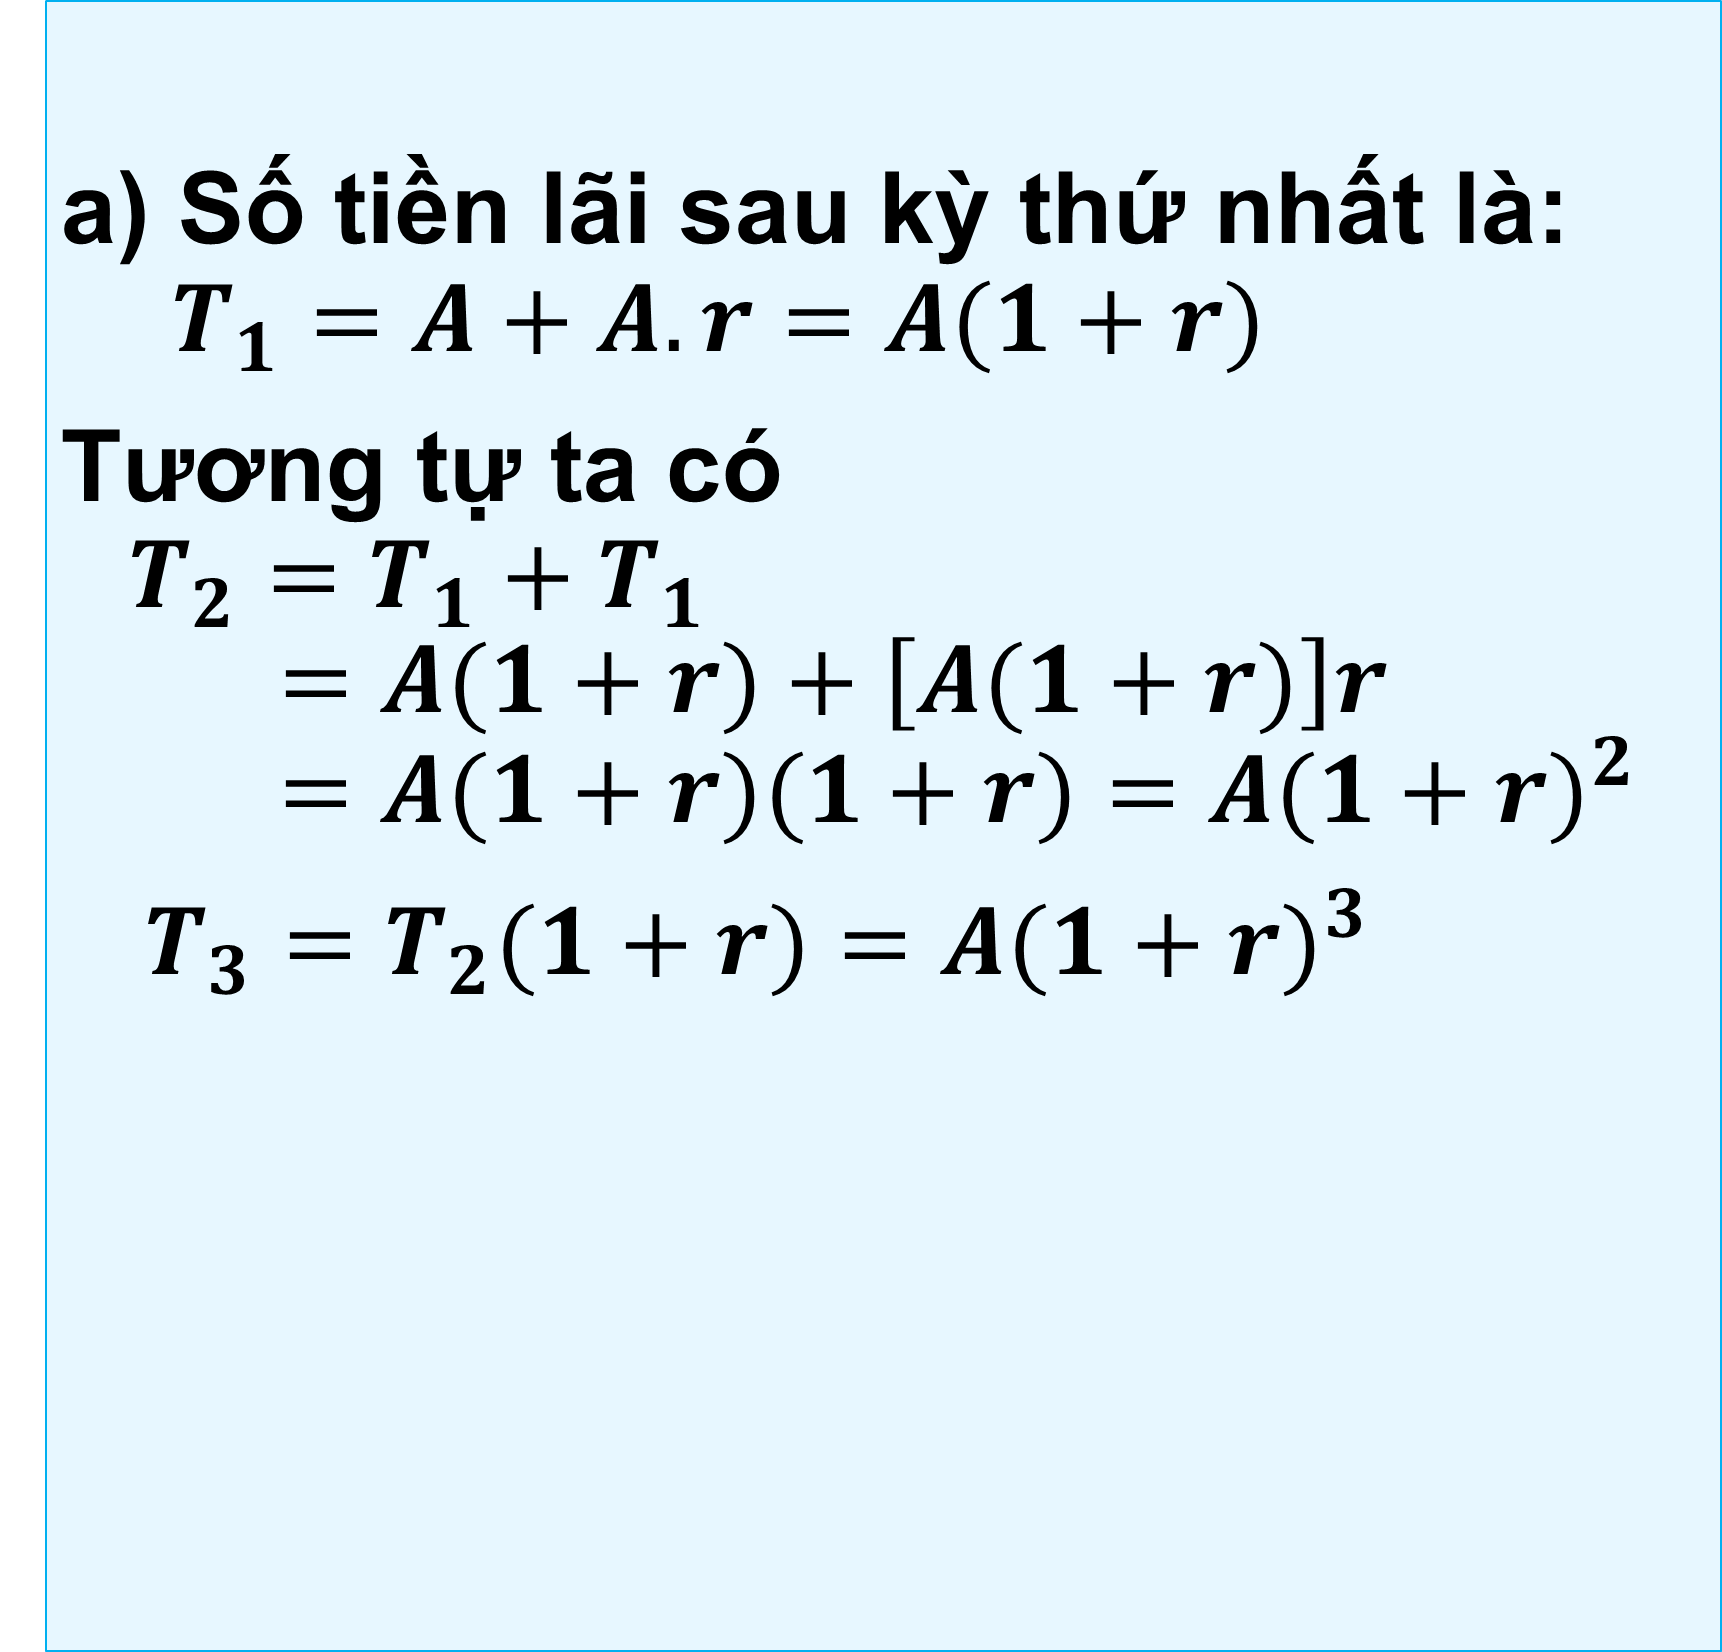 a) Số tiền lãi sau kỳ thứ nhất là:
T₁ = A + A. r = A(1 + r)
Tương tự ta có
T₂ = T₁ + T₁
= A(1 + r) + [A(1 + r)]r
= A(1 + r)(1 + r) = A(1 + r)²
T₃ = T₂(1 + r) = A(1 + r)³